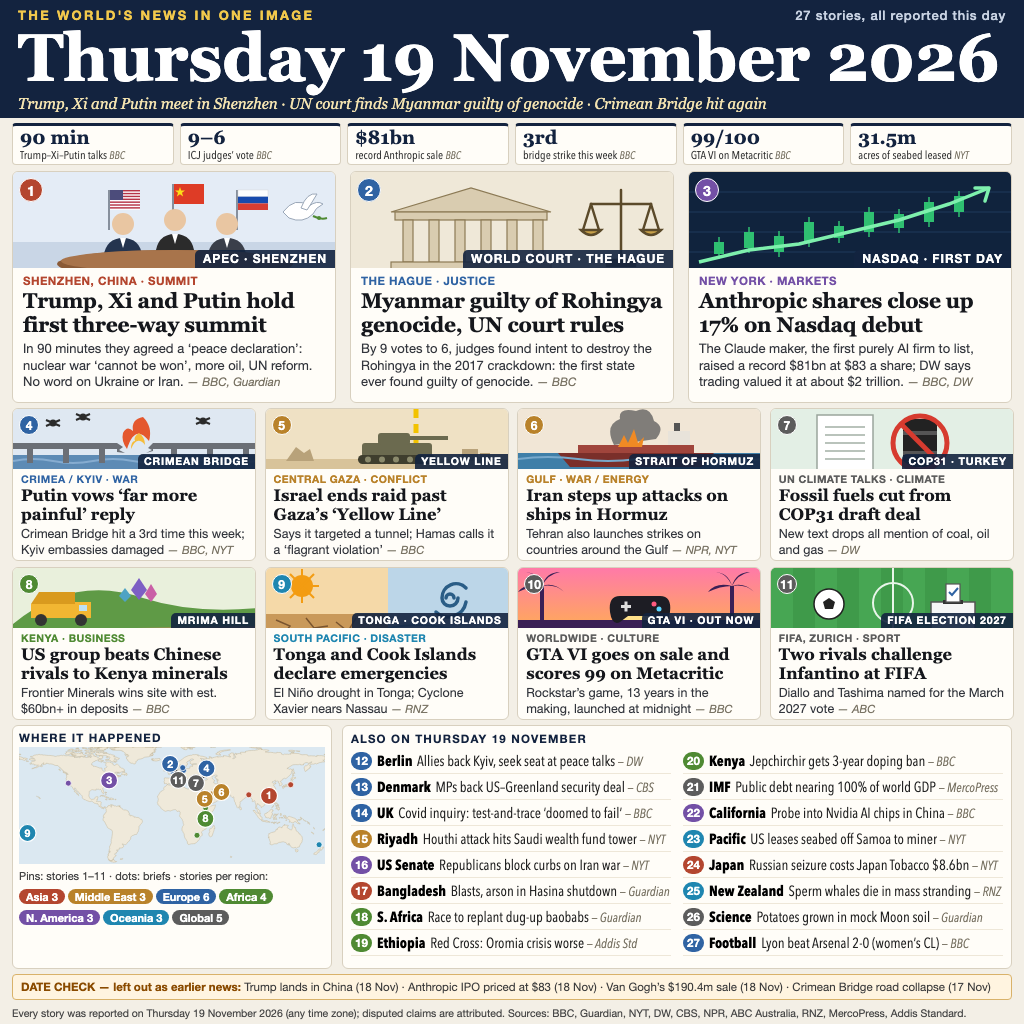 THE WORLD'S NEWS IN ONE IMAGE
27 stories, all reported this day
Thursday 19 November 2026
Trump, Xi and Putin meet in Shenzhen · UN court finds Myanmar guilty of genocide · Crimean Bridge hit again
90 min
Trump–Xi–Putin talks BBC
9–6
ICJ judges' vote BBC
$81bn
record Anthropic sale BBC
3rd
bridge strike this week BBC
99/100
GTA VI on Metacritic BBC
31.5m
acres of seabed leased NYT
1
APEC · SHENZHEN
SHENZHEN, CHINA · SUMMIT
Trump, Xi and Putin hold
first three-way summit
In 90 minutes they agreed a ‘peace declaration’:
nuclear war ‘cannot be won’, more oil, UN reform.
No word on Ukraine or Iran. — BBC, Guardian
2
WORLD COURT · THE HAGUE
THE HAGUE · JUSTICE
Myanmar guilty of Rohingya
genocide, UN court rules
By 9 votes to 6, judges found intent to destroy the
Rohingya in the 2017 crackdown: the first state
ever found guilty of genocide. — BBC
3
NASDAQ · FIRST DAY
NEW YORK · MARKETS
Anthropic shares close up
17% on Nasdaq debut
The Claude maker, the first purely AI firm to list,
raised a record $81bn at $83 a share; DW says
trading valued it at about $2 trillion. — BBC, DW
4
CRIMEAN BRIDGE
CRIMEA / KYIV · WAR
Putin vows ‘far more
painful’ reply
Crimean Bridge hit a 3rd time this week;
Kyiv embassies damaged — BBC, NYT
5
YELLOW LINE
CENTRAL GAZA · CONFLICT
Israel ends raid past
Gaza’s ‘Yellow Line’
Says it targeted a tunnel; Hamas calls it
a ‘flagrant violation’ — BBC
6
STRAIT OF HORMUZ
GULF · WAR / ENERGY
Iran steps up attacks on
ships in Hormuz
Tehran also launches strikes on
countries around the Gulf — NPR, NYT
7
COP31 · TURKEY
UN CLIMATE TALKS · CLIMATE
Fossil fuels cut from
COP31 draft deal
New text drops all mention of coal, oil
and gas — DW
8
MRIMA HILL
KENYA · BUSINESS
US group beats Chinese
rivals to Kenya minerals
Frontier Minerals wins site with est.
$60bn+ in deposits — BBC
9
TONGA · COOK ISLANDS
SOUTH PACIFIC · DISASTER
Tonga and Cook Islands
declare emergencies
El Niño drought in Tonga; Cyclone
Xavier nears Nassau — RNZ
10
GTA VI · OUT NOW
WORLDWIDE · CULTURE
GTA VI goes on sale and
scores 99 on Metacritic
Rockstar’s game, 13 years in the
making, launched at midnight — BBC
11
FIFA ELECTION 2027
FIFA, ZURICH · SPORT
Two rivals challenge
Infantino at FIFA
Diallo and Tashima named for the March
2027 vote — ABC
WHERE IT HAPPENED
2
4
11
7
3
6
5
1
8
9
Pins: stories 1–11 · dots: briefs · stories per region:
Asia 3 Middle East 3 Europe 6 Africa 4
N. America 3 Oceania 3 Global 5
ALSO ON THURSDAY 19 NOVEMBER
12 Berlin Allies back Kyiv, seek seat at peace talks – DW
13 Denmark MPs back US–Greenland security deal – CBS
14 UK Covid inquiry: test-and-trace ‘doomed to fail’ – BBC
15 Riyadh Houthi attack hits Saudi wealth fund tower – NYT
16 US Senate Republicans block curbs on Iran war – NYT
17 Bangladesh Blasts, arson in Hasina shutdown – Guardian
18 S. Africa Race to replant dug-up baobabs – Guardian
19 Ethiopia Red Cross: Oromia crisis worse – Addis Std
20 Kenya Jepchirchir gets 3-year doping ban – BBC
21 IMF Public debt nearing 100% of world GDP – MercoPress
22 California Probe into Nvidia AI chips in China – BBC
23 Pacific US leases seabed off Samoa to miner – NYT
24 Japan Russian seizure costs Japan Tobacco $8.6bn – NYT
25 New Zealand Sperm whales die in mass stranding – RNZ
26 Science Potatoes grown in mock Moon soil – Guardian
27 Football Lyon beat Arsenal 2-0 (women’s CL) – BBC
DATE CHECK — left out as earlier news: Trump lands in China (18 Nov) · Anthropic IPO priced at $83 (18 Nov) · Van Gogh’s $190.4m sale (18 Nov) · Crimean Bridge road collapse (17 Nov)
Every story was reported on Thursday 19 November 2026 (any time zone); disputed claims are attributed. Sources: BBC, Guardian, NYT, DW, CBS, NPR, ABC Australia, RNZ, MercoPress, Addis Standard.